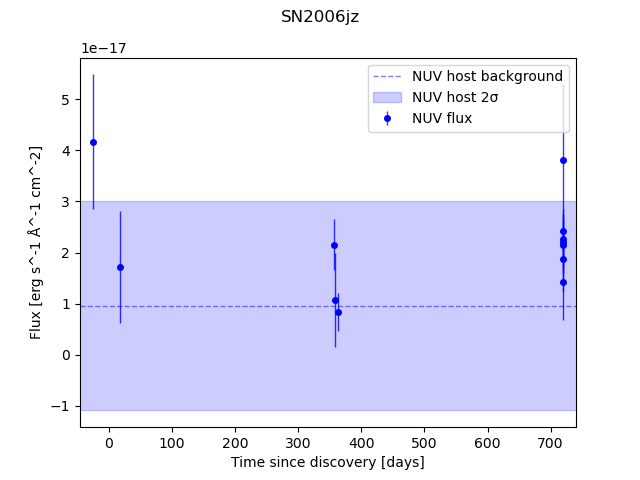 SN2006jz
1e−17
NUV host background
NUV host 2σ
NUV flux
5
4
3
2
1
0
−1
Flux [erg s^-1 Å^-1 cm^-2]
0 100 200 300 400 500 600 700
Time since discovery [days]